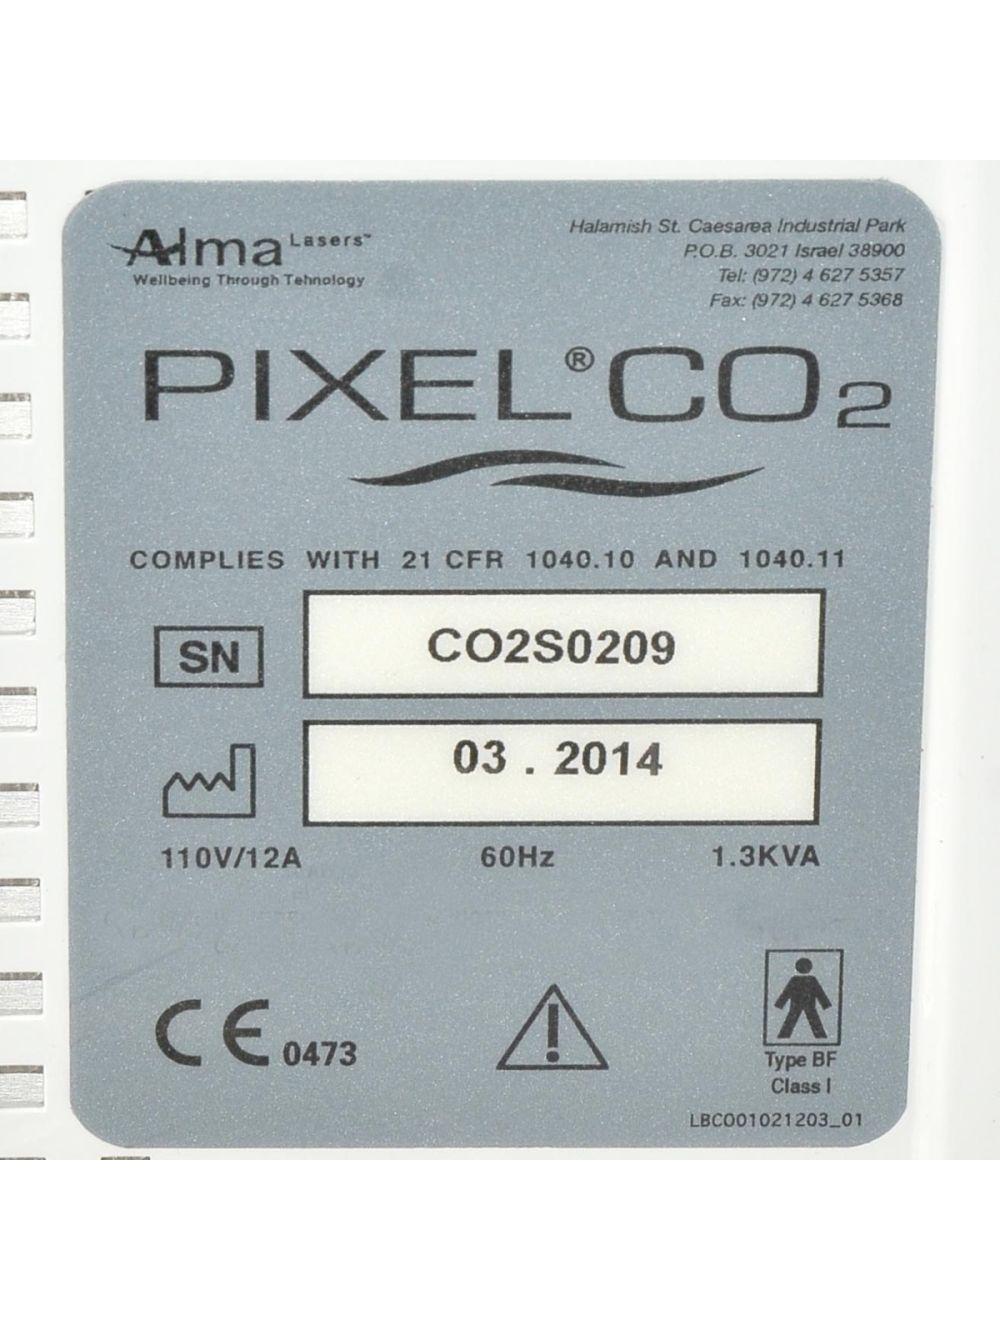 Alma Lasers™
Wellbeing Through Tehnology
Halamish St. Caesarea Industrial Park
P.O.B. 3021 Israel 38900
Tel: (972) 4 627 5357
Fax: (972) 4 627 5368
PIXEL® CO2
COMPLIES WITH 21 CFR 1040.10 AND 1040.11
SN CO2S0209
03 . 2014
110V/12A 60Hz 1.3KVA
CE 0473
!
Type BF
Class I
LBCO01021203_01